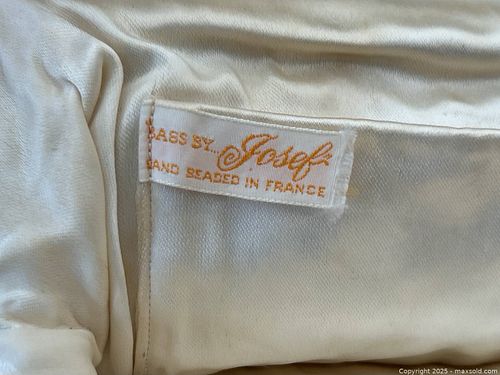 BAGS BY... Josef
HAND BEADED IN FRANCE
Copyright 2025 - maxsold.com